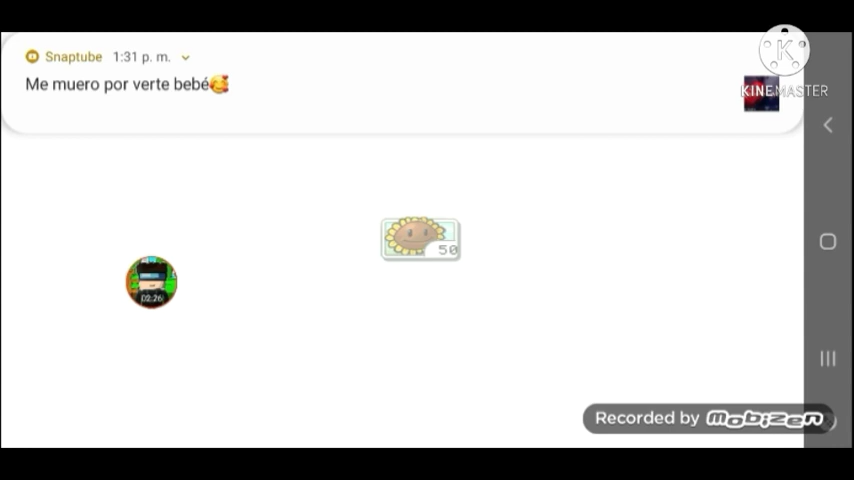 Snaptube 1:31 p. m.
Me muero por verte bebé🥰
K
KINEMASTER
50
02:26
Recorded by mobizen